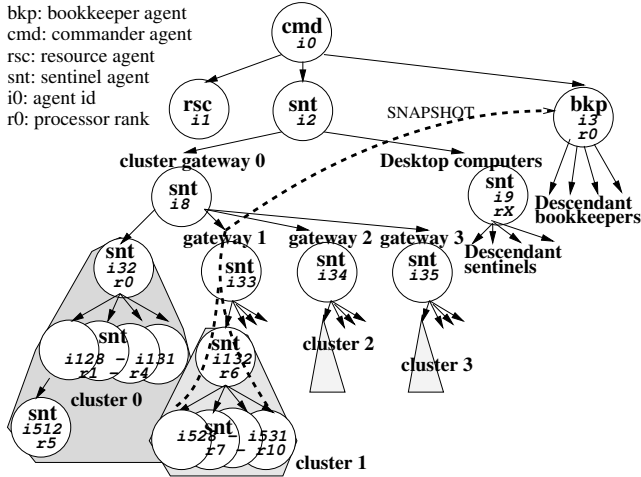 bkp: bookkeeper agent
cmd: commander agent
rsc: resource agent
snt: sentinel agent
i0: agent id
r0: processor rank
cmd
i0
rsc
i1
snt
i2
SNAPSHOT
bkp
i3
r0
cluster gateway 0
Desktop computers
snt
i8
snt
i9
rX
Descendant
bookkeepers
gateway 1
gateway 2
gateway 3
Descendant
sentinels
snt
i32
r0
snt
i33
snt
i34
snt
i35
snt
i128 - i131
r1 - r4
snt
i132
r6
cluster 2
cluster 3
cluster 0
snt
i512
r5
snt
i528 - i531
r7 - r10
cluster 1